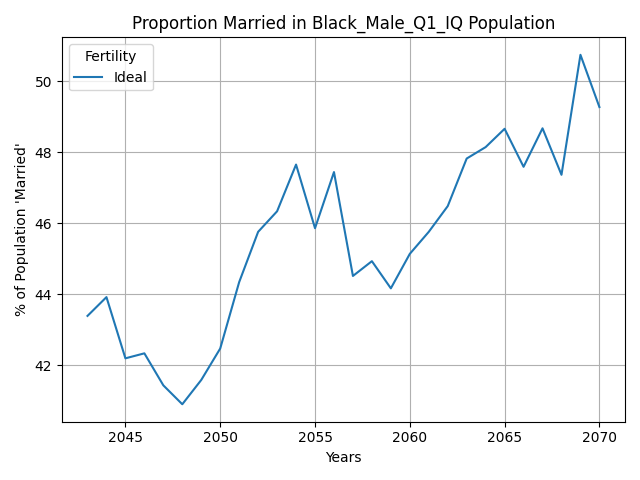 Proportion Married in Black_Male_Q1_IQ Population
Fertility
Ideal
% of Population 'Married'
50
48
46
44
42
2045 2050 2055 2060 2065 2070
Years